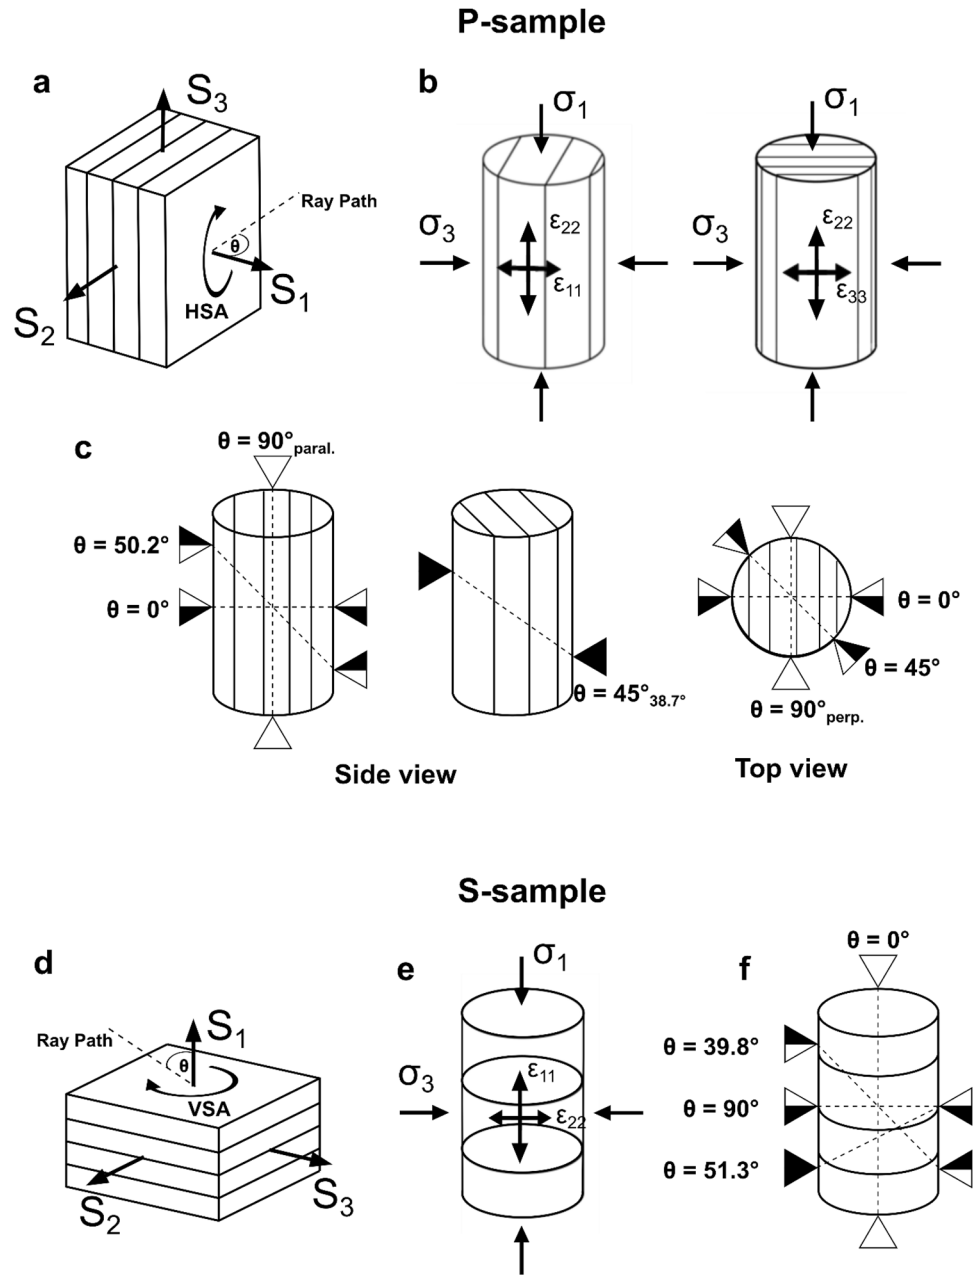 P-sample
a
S3
Ray Path
θ
S1
S2
HSA
b
σ1
σ3
ε22
ε11
σ1
σ3
ε22
ε33
c
θ = 90°paral.
θ = 50.2°
θ = 0°
θ = 45°38.7°
θ = 0°
θ = 45°
θ = 90°perp.
Side view
Top view
S-sample
d
Ray Path
S1
θ
VSA
S2
S3
e
σ1
σ3
ε11
ε22
f
θ = 0°
θ = 39.8°
θ = 90°
θ = 51.3°